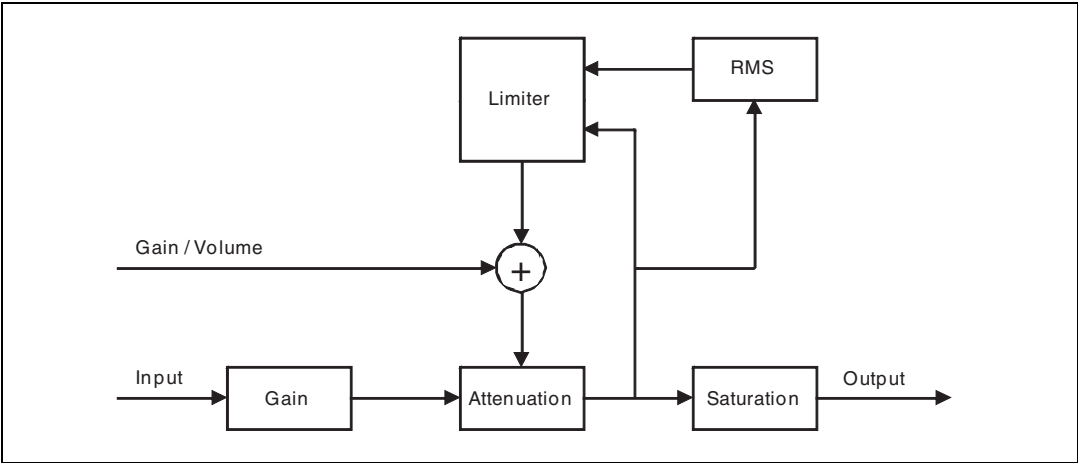 RMS
Limiter
Gain / Volume
+
Input
Gain
Attenuation
Saturation
Output